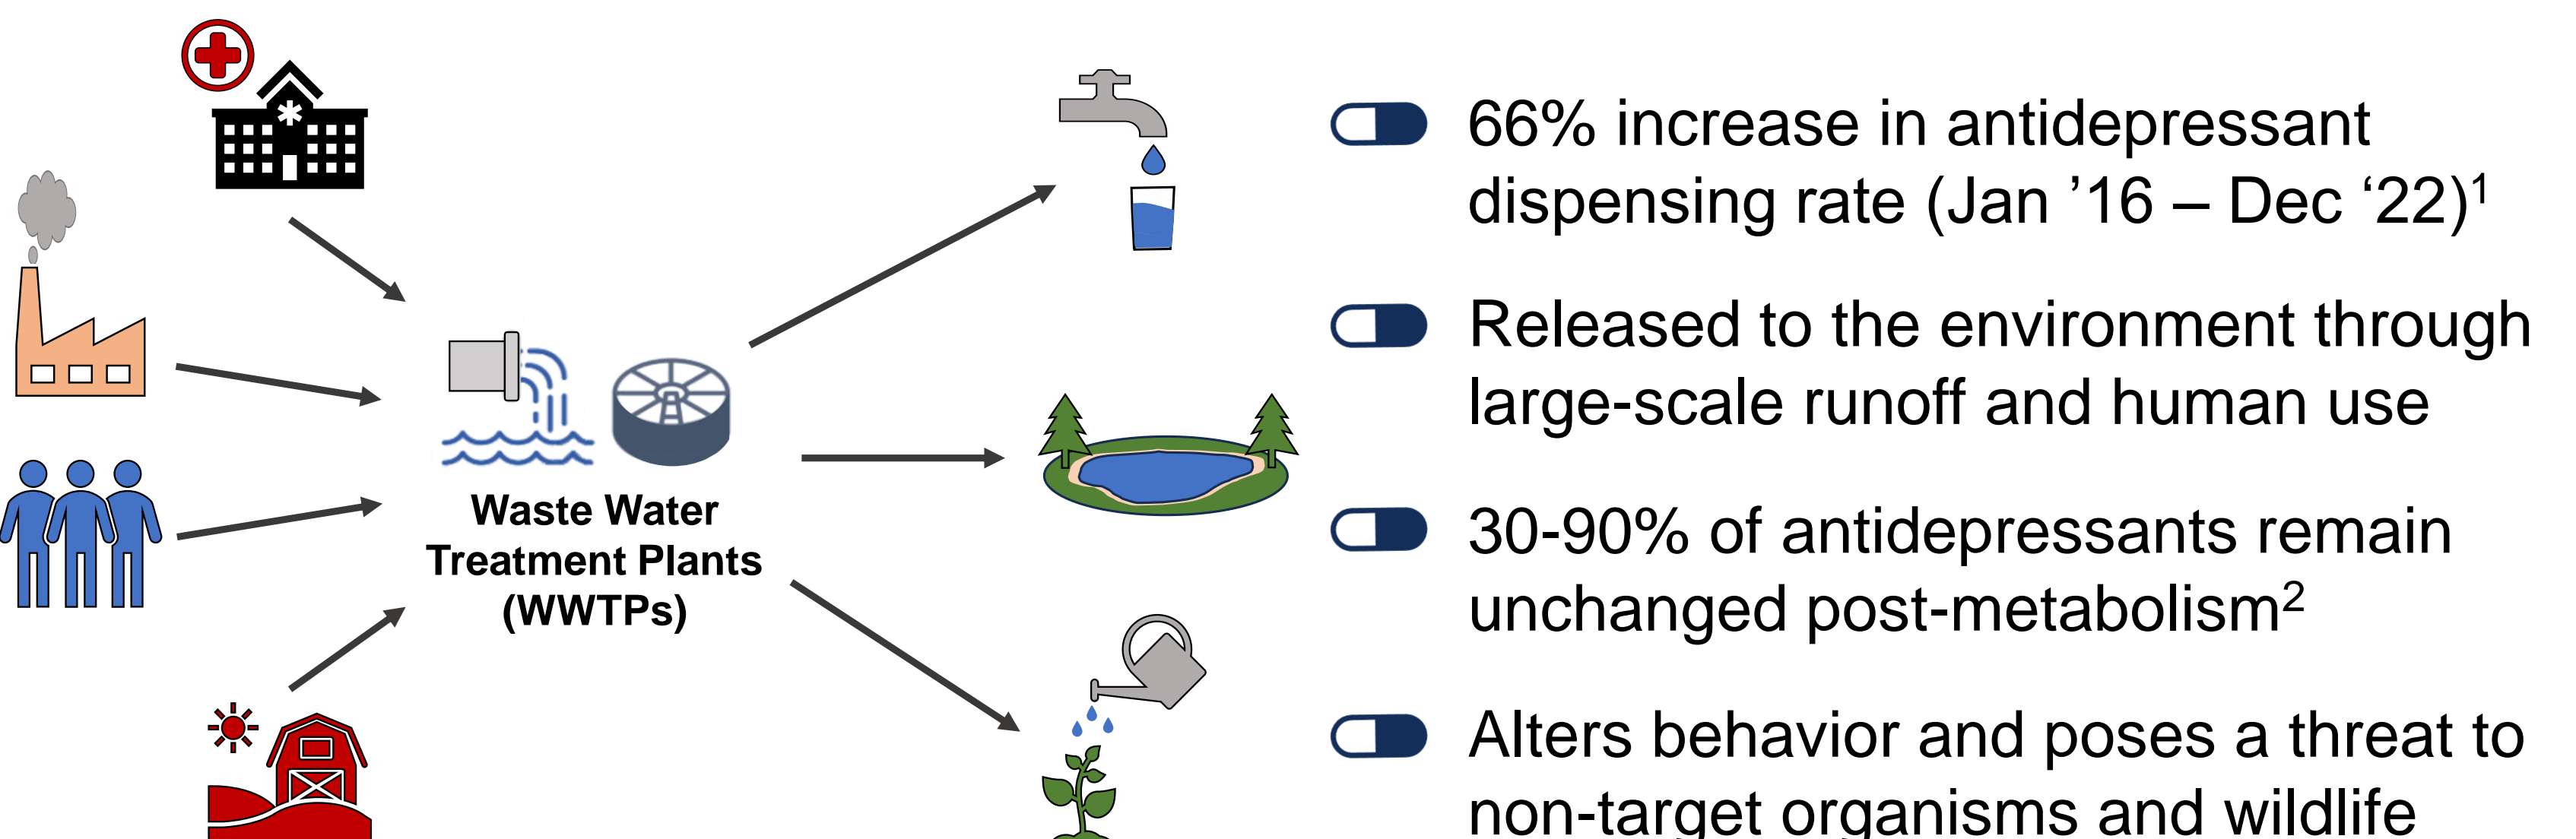 Waste Water
Treatment Plants
(WWTPs)
66% increase in antidepressant
dispensing rate (Jan ’16 – Dec ‘22)¹
Released to the environment through
large-scale runoff and human use
30-90% of antidepressants remain
unchanged post-metabolism²
Alters behavior and poses a threat to
non-target organisms and wildlife